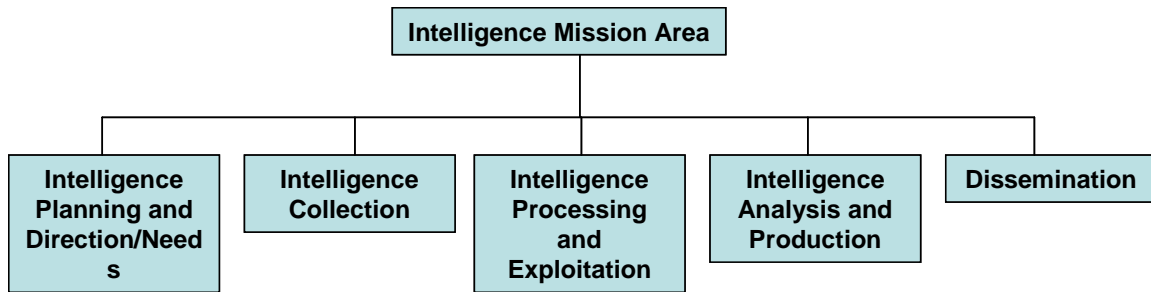 Intelligence Mission Area
Intelligence
Planning and
Direction/Need
s
Intelligence
Collection
Intelligence
Processing
and
Exploitation
Intelligence
Analysis and
Production
Dissemination